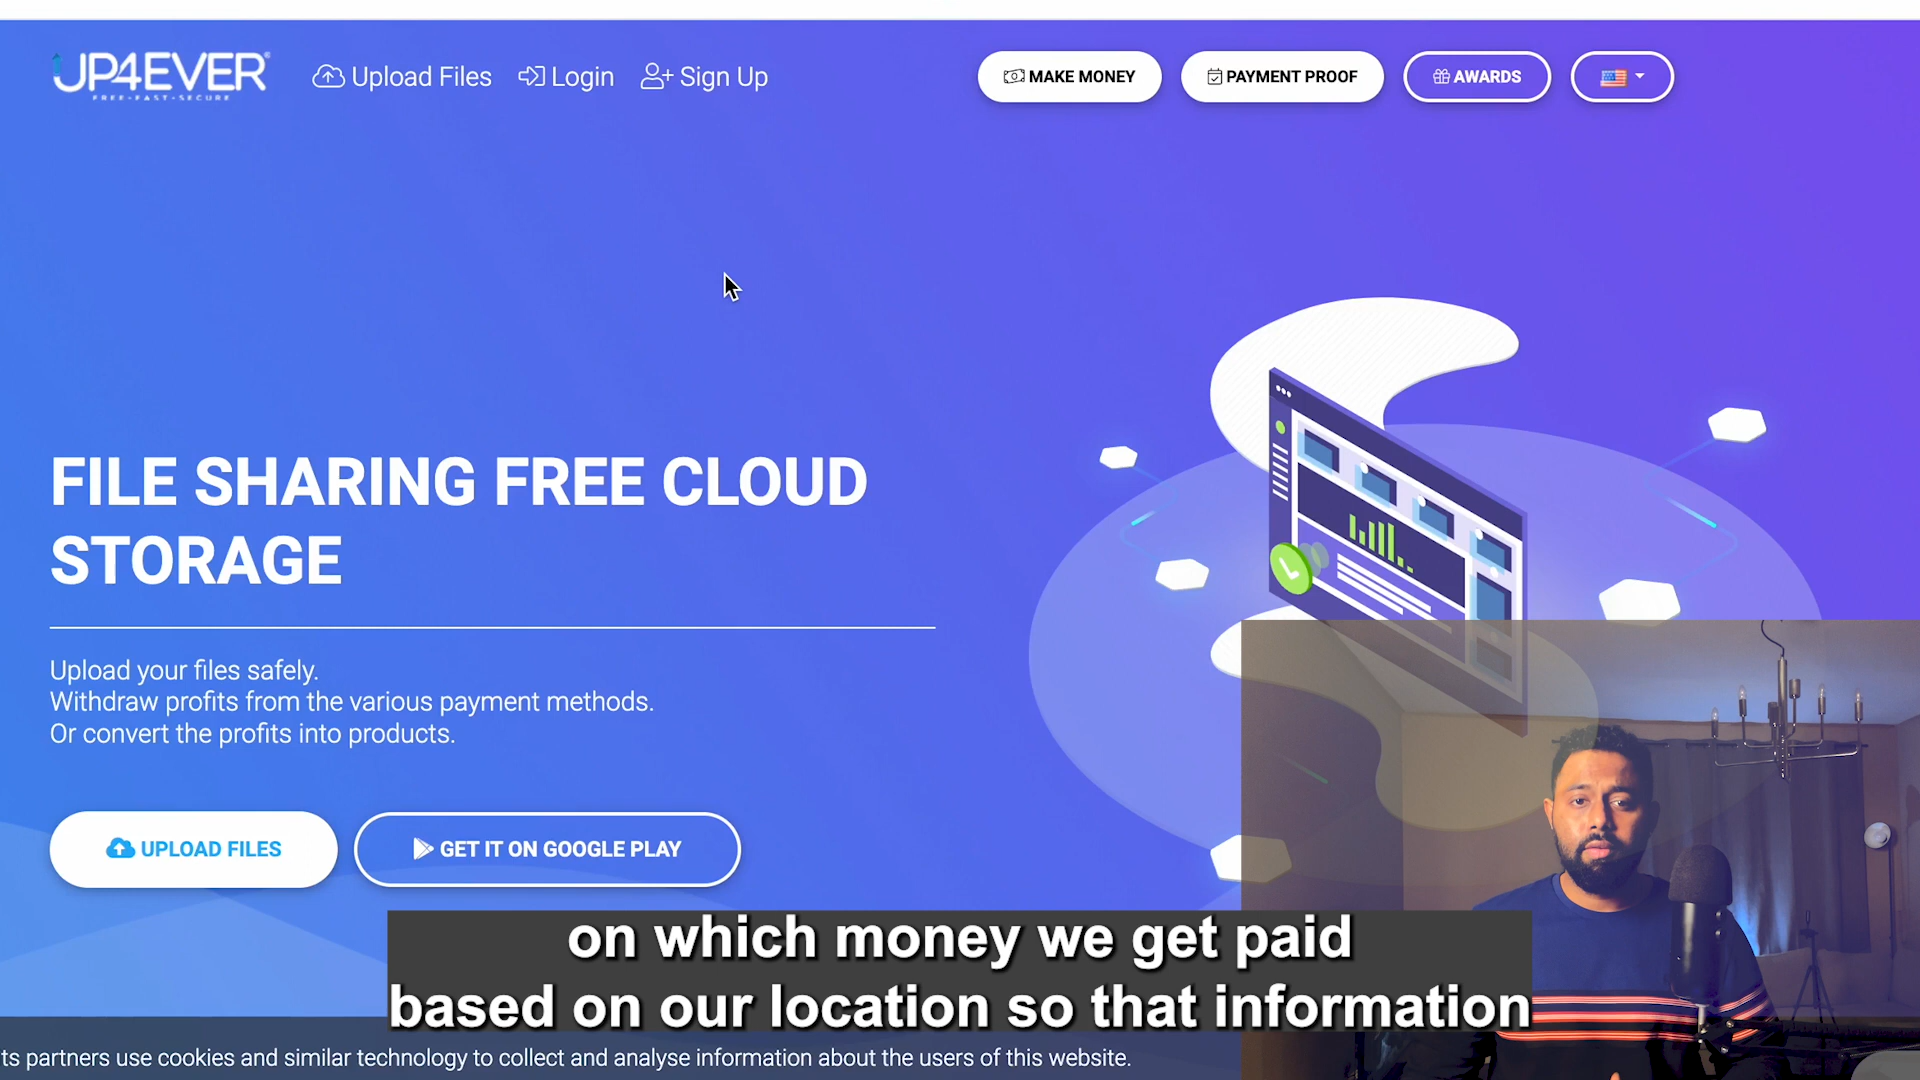 UP4EVER
FREE-FAST-SECURE
Upload Files
Login
Sign Up
MAKE MONEY
PAYMENT PROOF
AWARDS
FILE SHARING FREE CLOUD
STORAGE
Upload your files safely.
Withdraw profits from the various payment methods.
Or convert the profits into products.
UPLOAD FILES
GET IT ON GOOGLE PLAY
on which money we get paid
based on our location so that information
ts partners use cookies and similar technology to collect and analyse information about the users of this website.